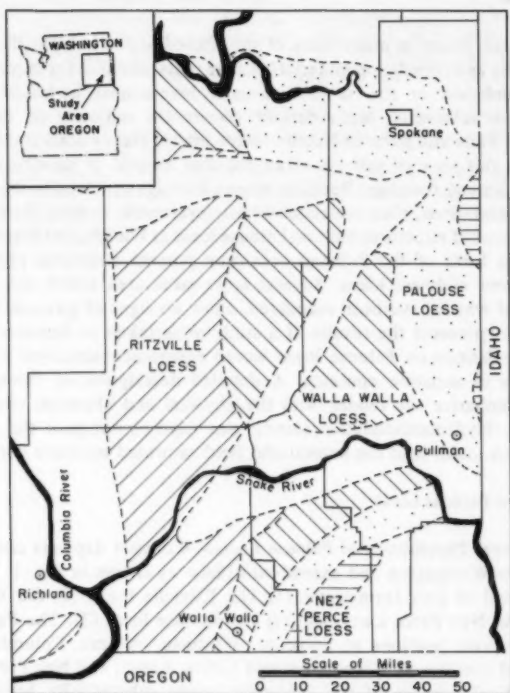 WASHINGTON
Study
Area
OREGON
Spokane
PALOUSE
LOESS
IDAHO
RITZVILLE
LOESS
WALLA WALLA
LOESS
Pullman
Snake River
Columbia River
Richland
Walla Walla
NEZ-
PERCE
LOESS
OREGON
Scale of Miles
0 10 20 30 40 50